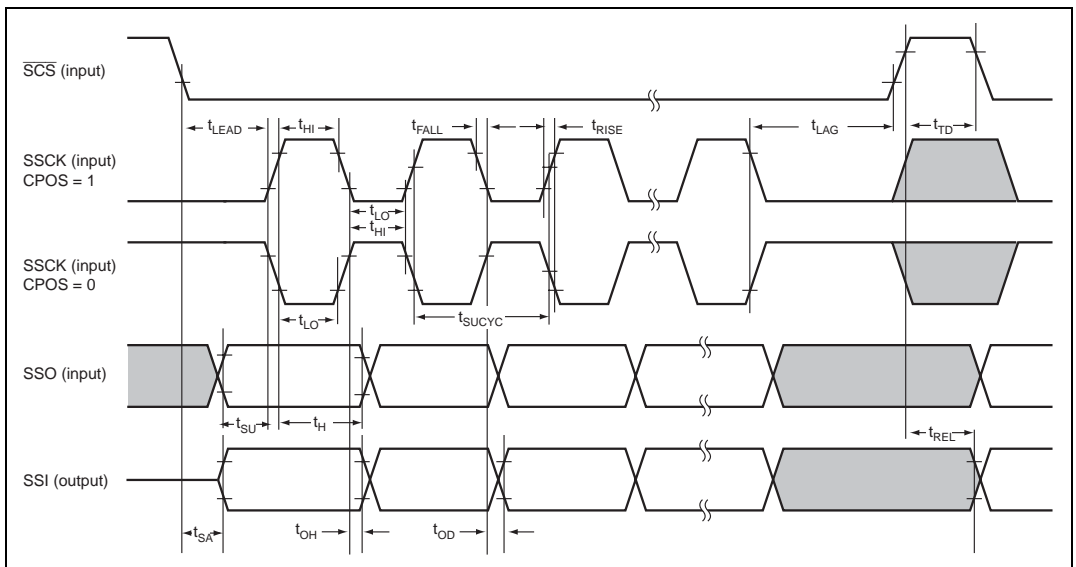 SCS (input)
tLEAD
tHI
tFALL
tRISE
tLAG
tTD
SSCK (input)
CPOS = 1
tLO
tHI
SSCK (input)
CPOS = 0
tLO
tSUCYC
SSO (input)
tSU
tH
tREL
SSI (output)
tSA
tOH
tOD